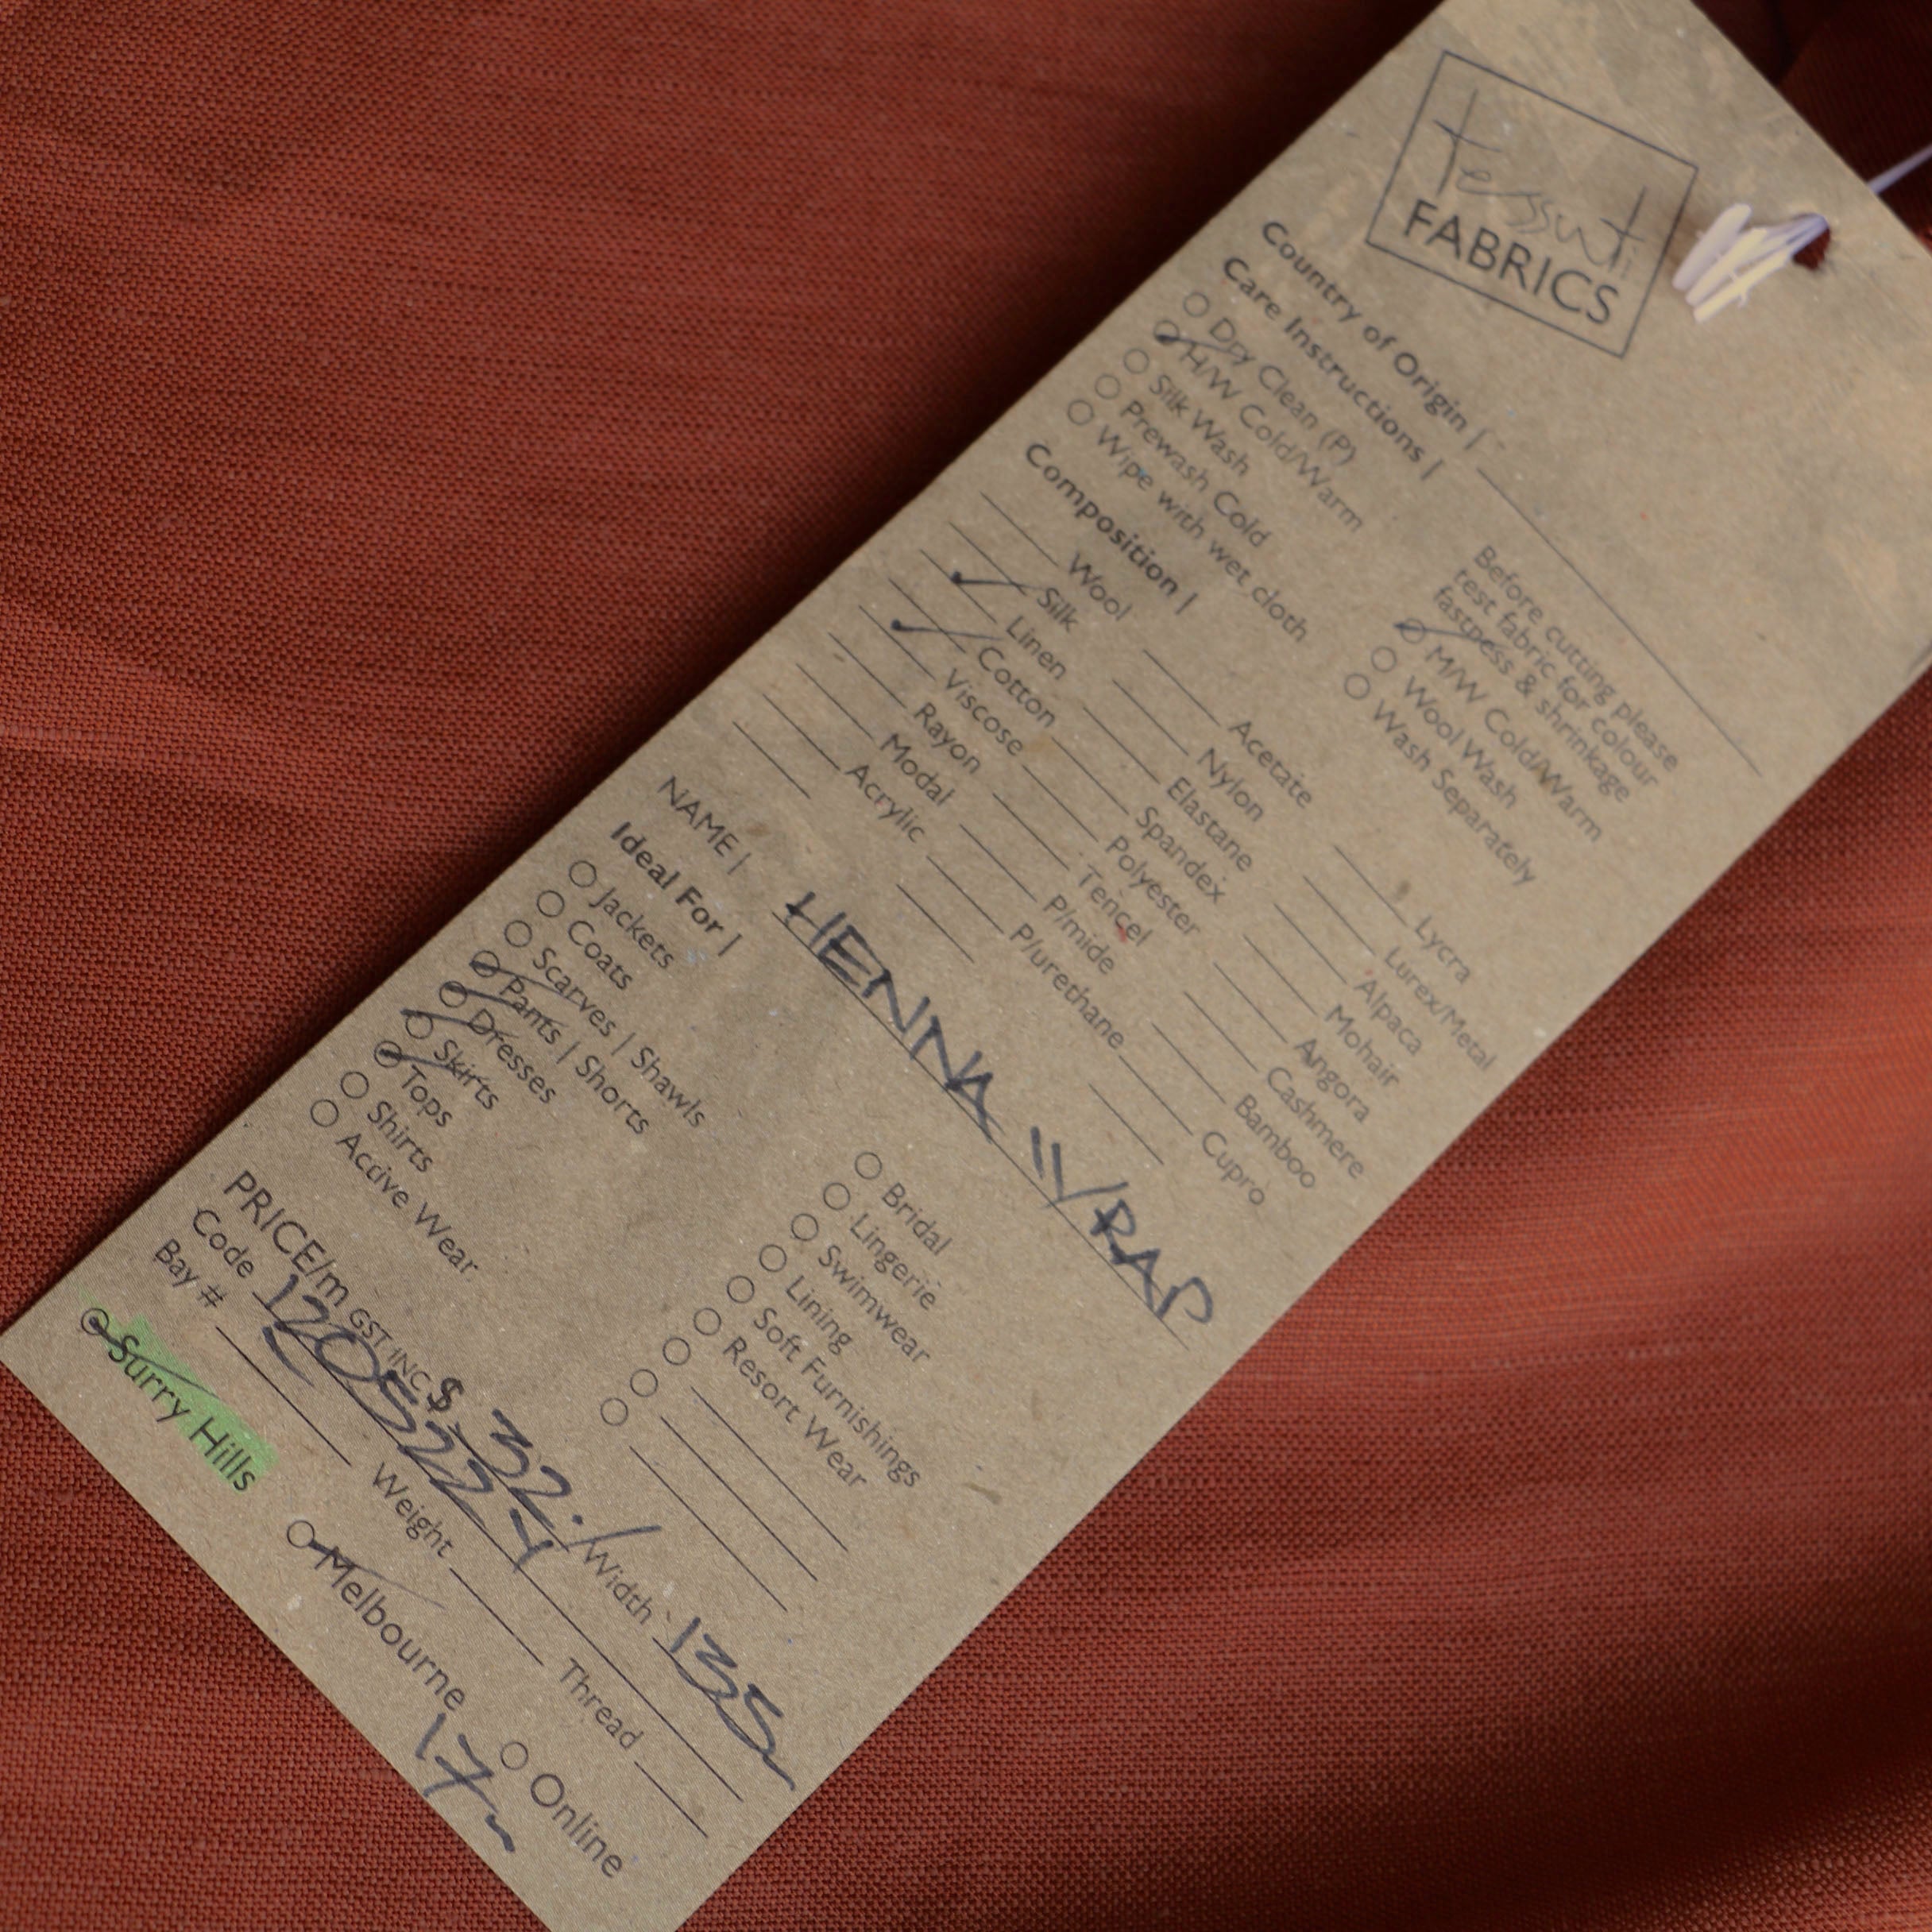 tessuti
FABRICS
Country of Origin |
Care Instructions |
Dry Clean (P)
H/W Cold/Warm
Silk Wash
Prewash Cold
Wipe with wet cloth
Before cutting please
test fabric for colour
fastness & shrinkage
M/W Cold/Warm
Wool Wash
Wash Separately
Composition |
Wool
Silk
Linen
Cotton
Viscose
Rayon
Modal
Acrylic
Acetate
Nylon
Elastane
Spandex
Polyester
Tencel
P/mide
P/urethane
Lycra
Lurex/Metal
Alpaca
Mohair
Angora
Cashmere
Bamboo
Cupro
NAME | HENNA WRAP
Ideal For |
Jackets
Coats
Scarves | Shawls
Pants | Shorts
Dresses
Skirts
Tops
Shirts
Active Wear
Bridal
Lingerie
Swimwear
Lining
Soft Furnishings
Resort Wear
PRICE/m GST INC $ 32. Width 135
Code
Bay # Weight Thread
Surry Hills Melbourne Online
17